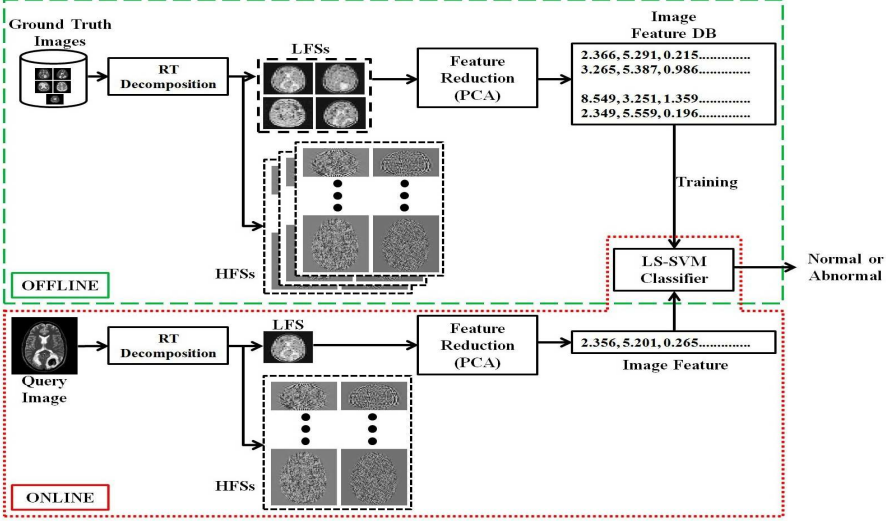 Ground Truth
Images
RT
Decomposition
LFSs
Feature
Reduction
(PCA)
Image
Feature DB
2.366, 5.291, 0.215..............
3.265, 5.387, 0.986..............
8.549, 3.251, 1.359..............
2.349, 5.559, 0.196..............
Training
HFSs
OFFLINE
LS-SVM
Classifier
Normal or
Abnormal
Query
Image
RT
Decomposition
LFS
Feature
Reduction
(PCA)
2.356, 5.201, 0.265..............
Image Feature
HFSs
ONLINE